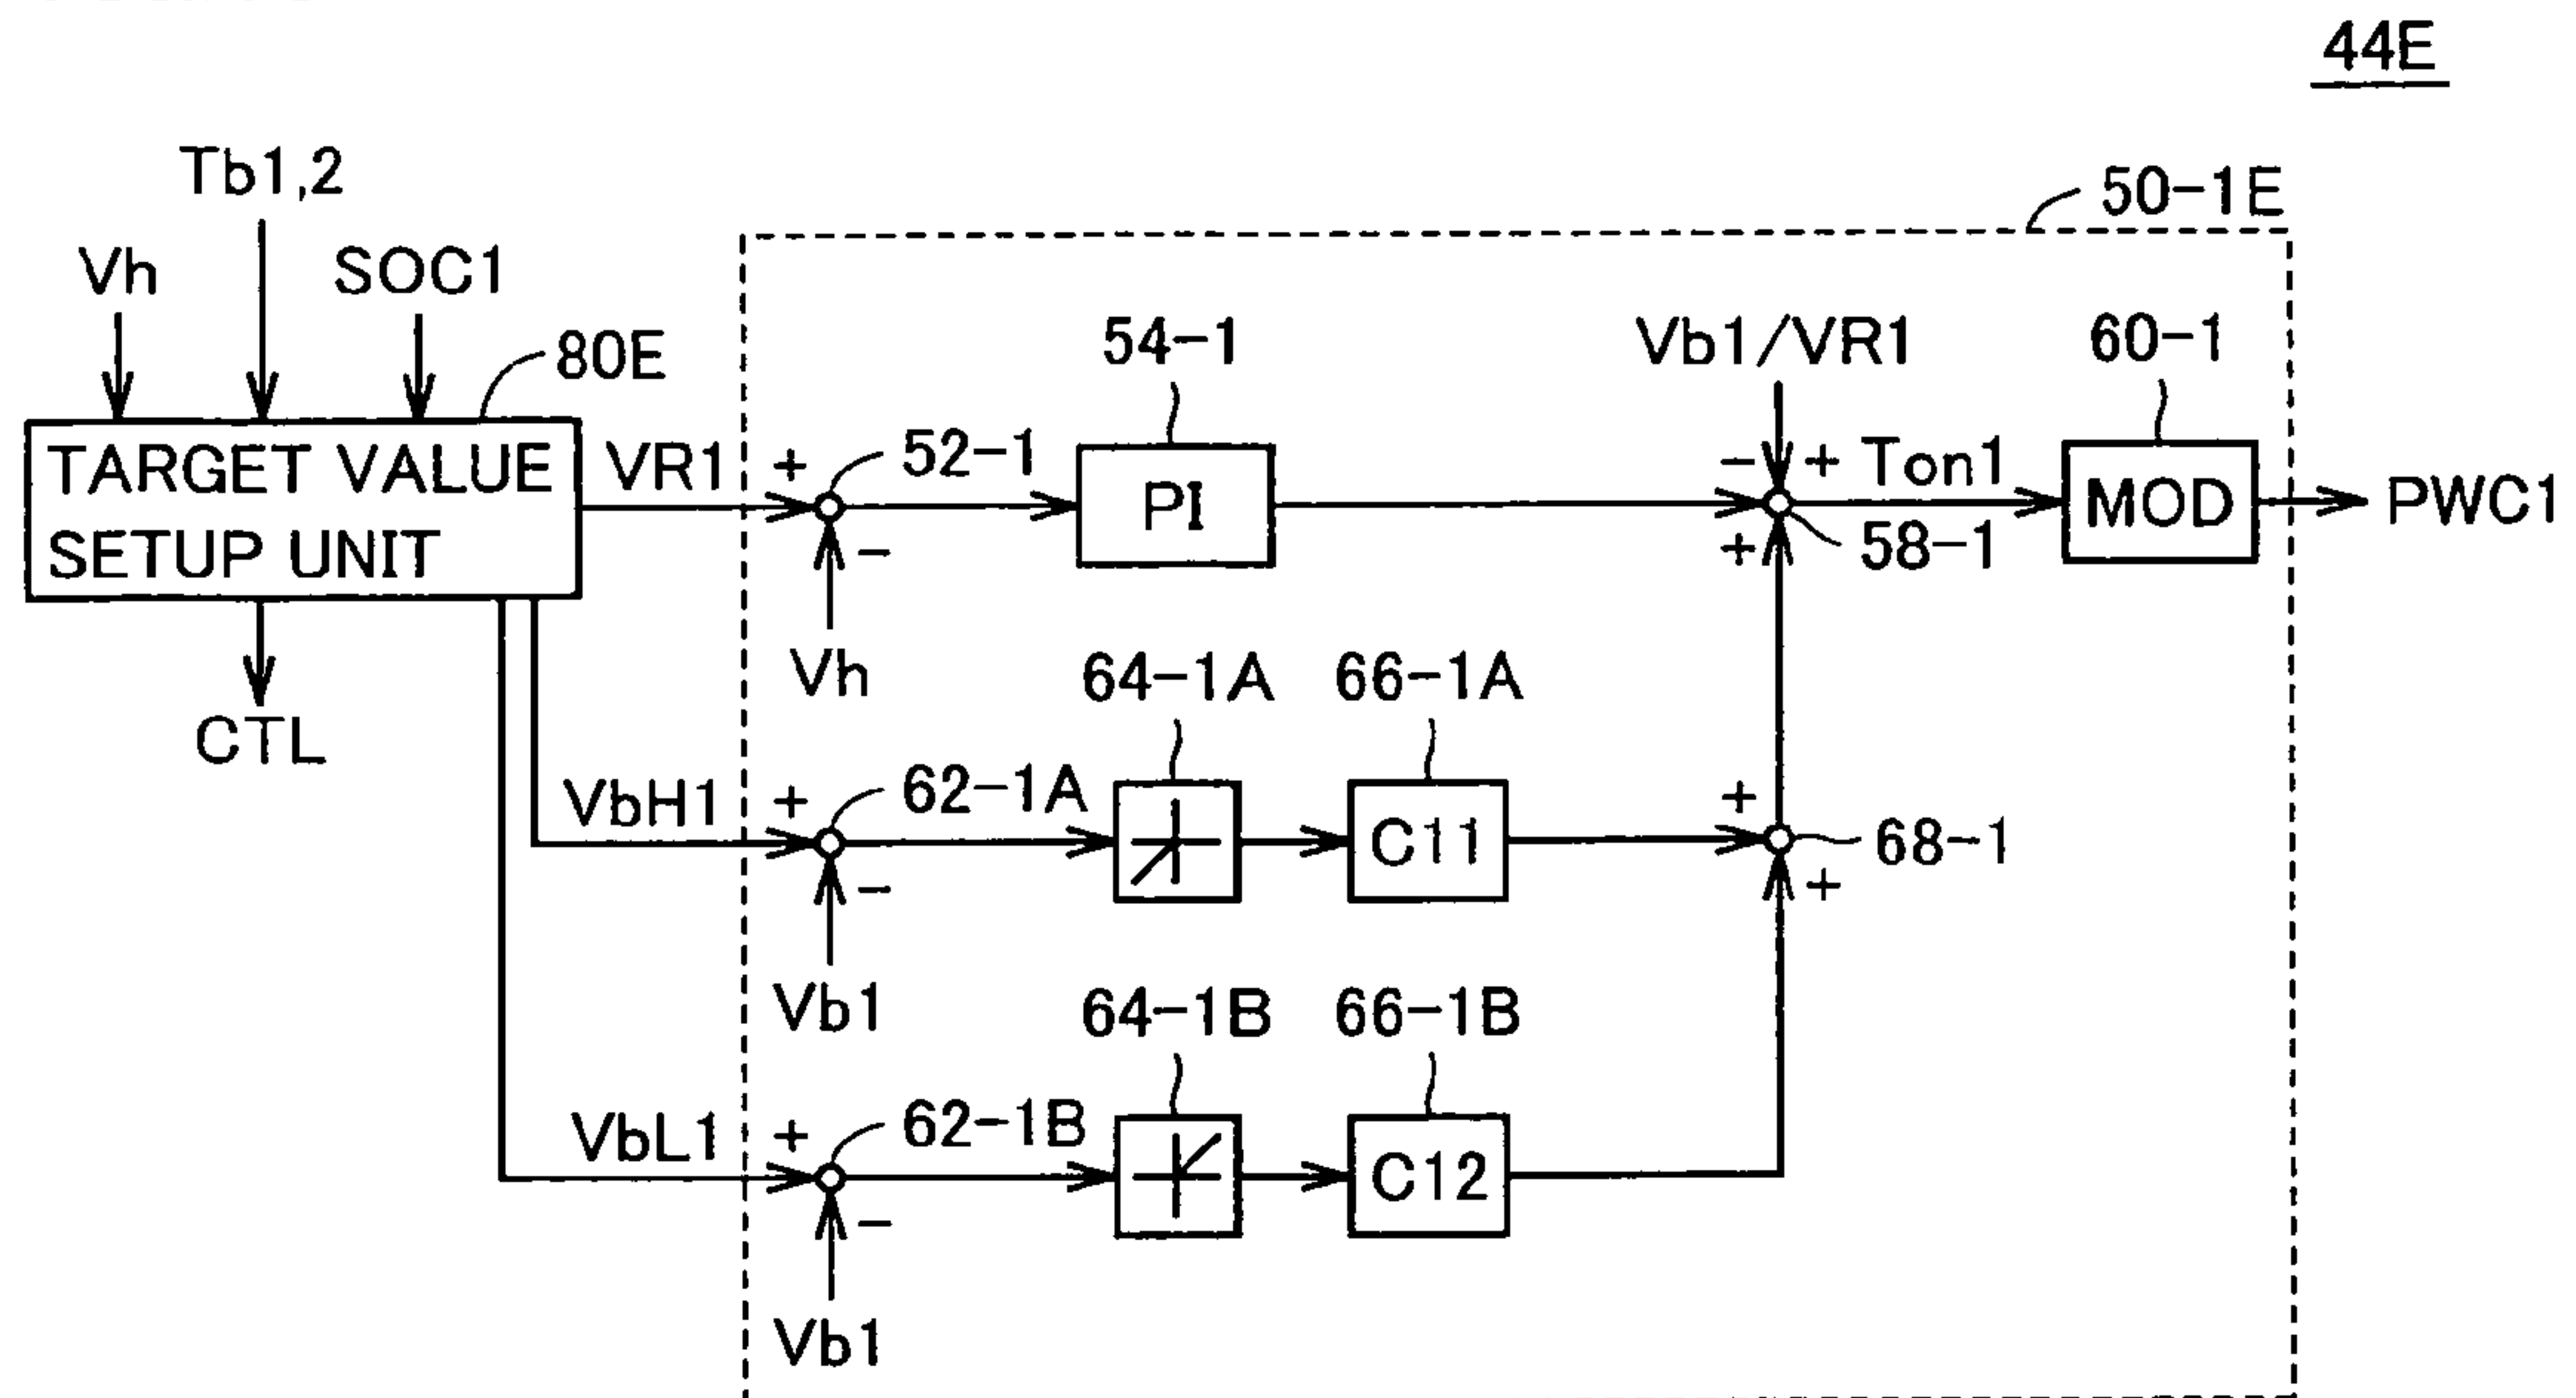 44E
Tb1,2
50-1E
Vh
SOC1
80E
54-1
Vb1/VR1
60-1
TARGET VALUE
SETUP UNIT
VR1
+
52-1
-
Vh
PI
-
+
Ton1
+
58-1
MOD
PWC1
CTL
64-1A
66-1A
VbH1
+
62-1A
-
Vb1
C11
+
68-1
+
64-1B
66-1B
VbL1
+
62-1B
-
Vb1
C12